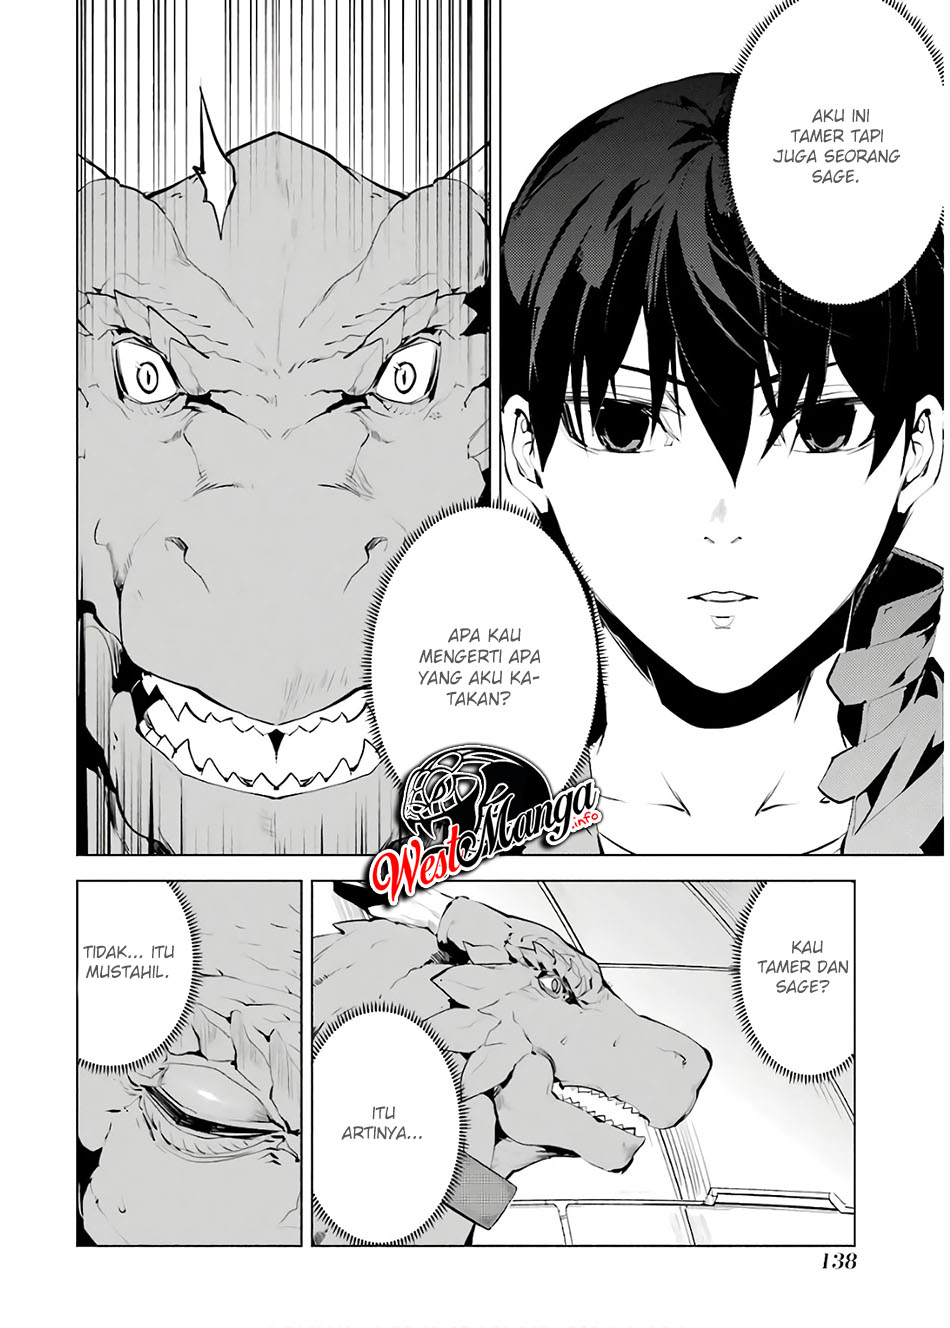 AKU INI
TAMER TAPI
JUGA SEORANG
SAGE.
APA KAU
MENGERTI APA
YANG AKU KA-
TAKAN?
WestManga
.info
KAU
TAMER DAN
SAGE?
ITU
ARTINYA...
TIDAK... ITU
MUSTAHIL.
138